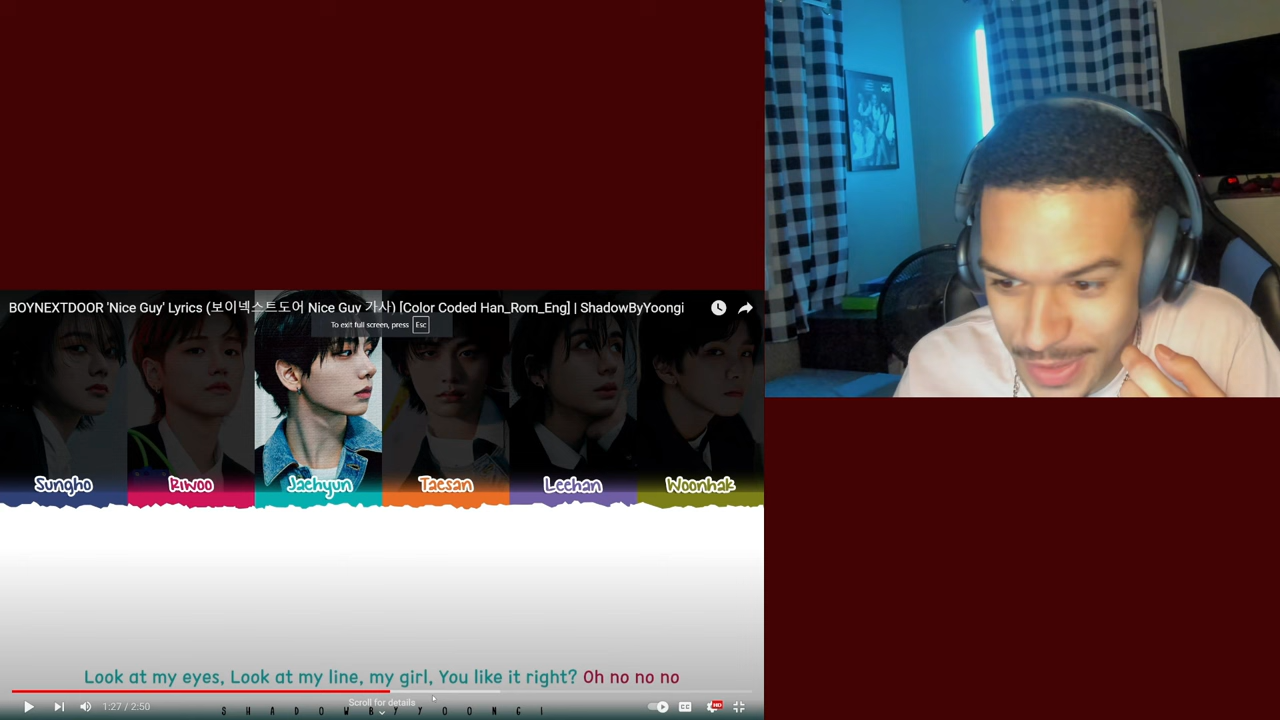 BOYNEXTDOOR 'Nice Guy' Lyrics (보이넥스트도어 Nice Guy 가사) [Color Coded Han_Rom_Eng] | ShadowByYoongi
To exit full screen, press Esc
Sungho Riwoo Jaehyun Taesan Leehan Woonhak
Look at my eyes, Look at my line, my girl, You like it right? Oh no no no
Scroll for details
1:27 / 2:50
CC
HD
S H A D O W B Y Y O O N G I